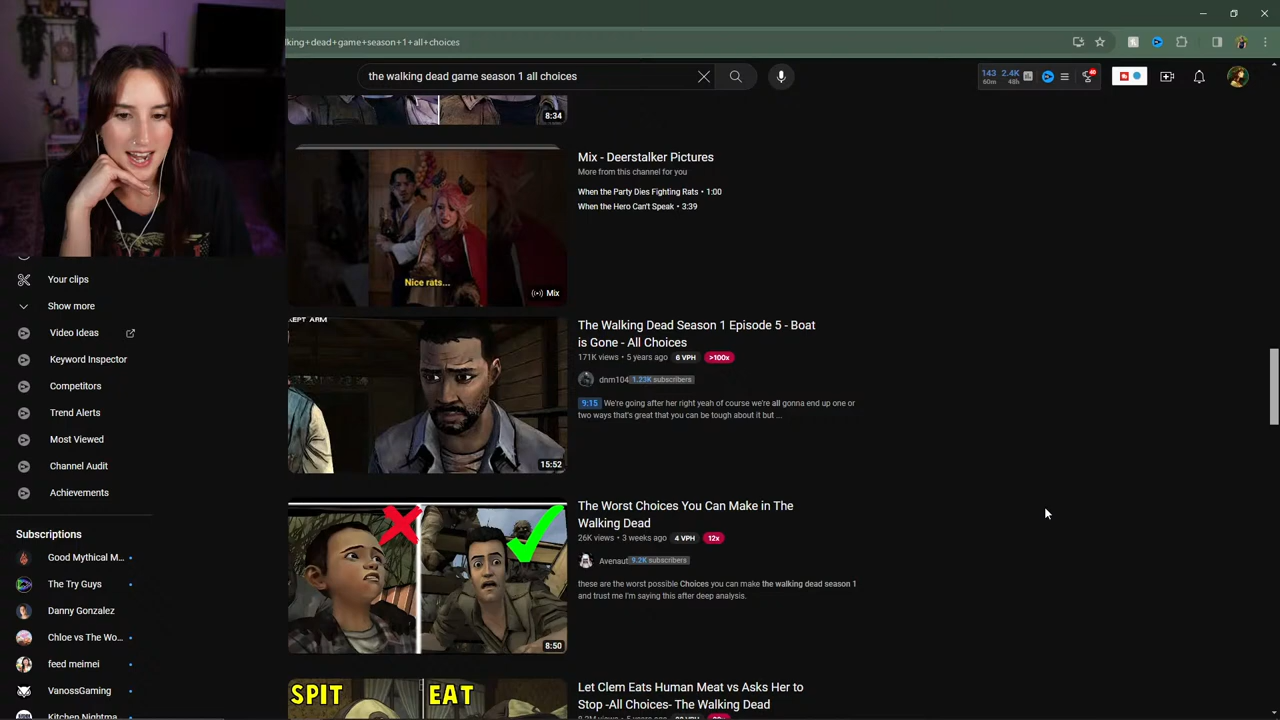 lking+dead+game+season+1+all+choices
the walking dead game season 1 all choices
143
60m
2.4K
48h
8:34
Mix - Deerstalker Pictures
More from this channel for you
When the Party Dies Fighting Rats • 1:00
When the Hero Can't Speak • 3:39
Nice rats...
Mix
Your clips
Show more
Video Ideas
Keyword Inspector
Competitors
Trend Alerts
Most Viewed
Channel Audit
Achievements
Subscriptions
Good Mythical M...
The Try Guys
Danny Gonzalez
Chloe vs The Wo...
feed meimei
VanossGaming
Kitchen Nightma
KEPT ARM
15:52
The Walking Dead Season 1 Episode 5 - Boat
is Gone - All Choices
171K views • 5 years ago 6 VPH >100x
dnm104 1.23K subscribers
9:15 We're going after her right yeah of course we're all gonna end up one or
two ways that's great that you can be tough about it but ...
8:50
The Worst Choices You Can Make in The
Walking Dead
26K views • 3 weeks ago 4 VPH 12x
Avenaut 9.2K subscribers
these are the worst possible Choices you can make the walking dead season 1
and trust me I'm saying this after deep analysis.
SPIT EAT
Let Clem Eats Human Meat vs Asks Her to
Stop -All Choices- The Walking Dead